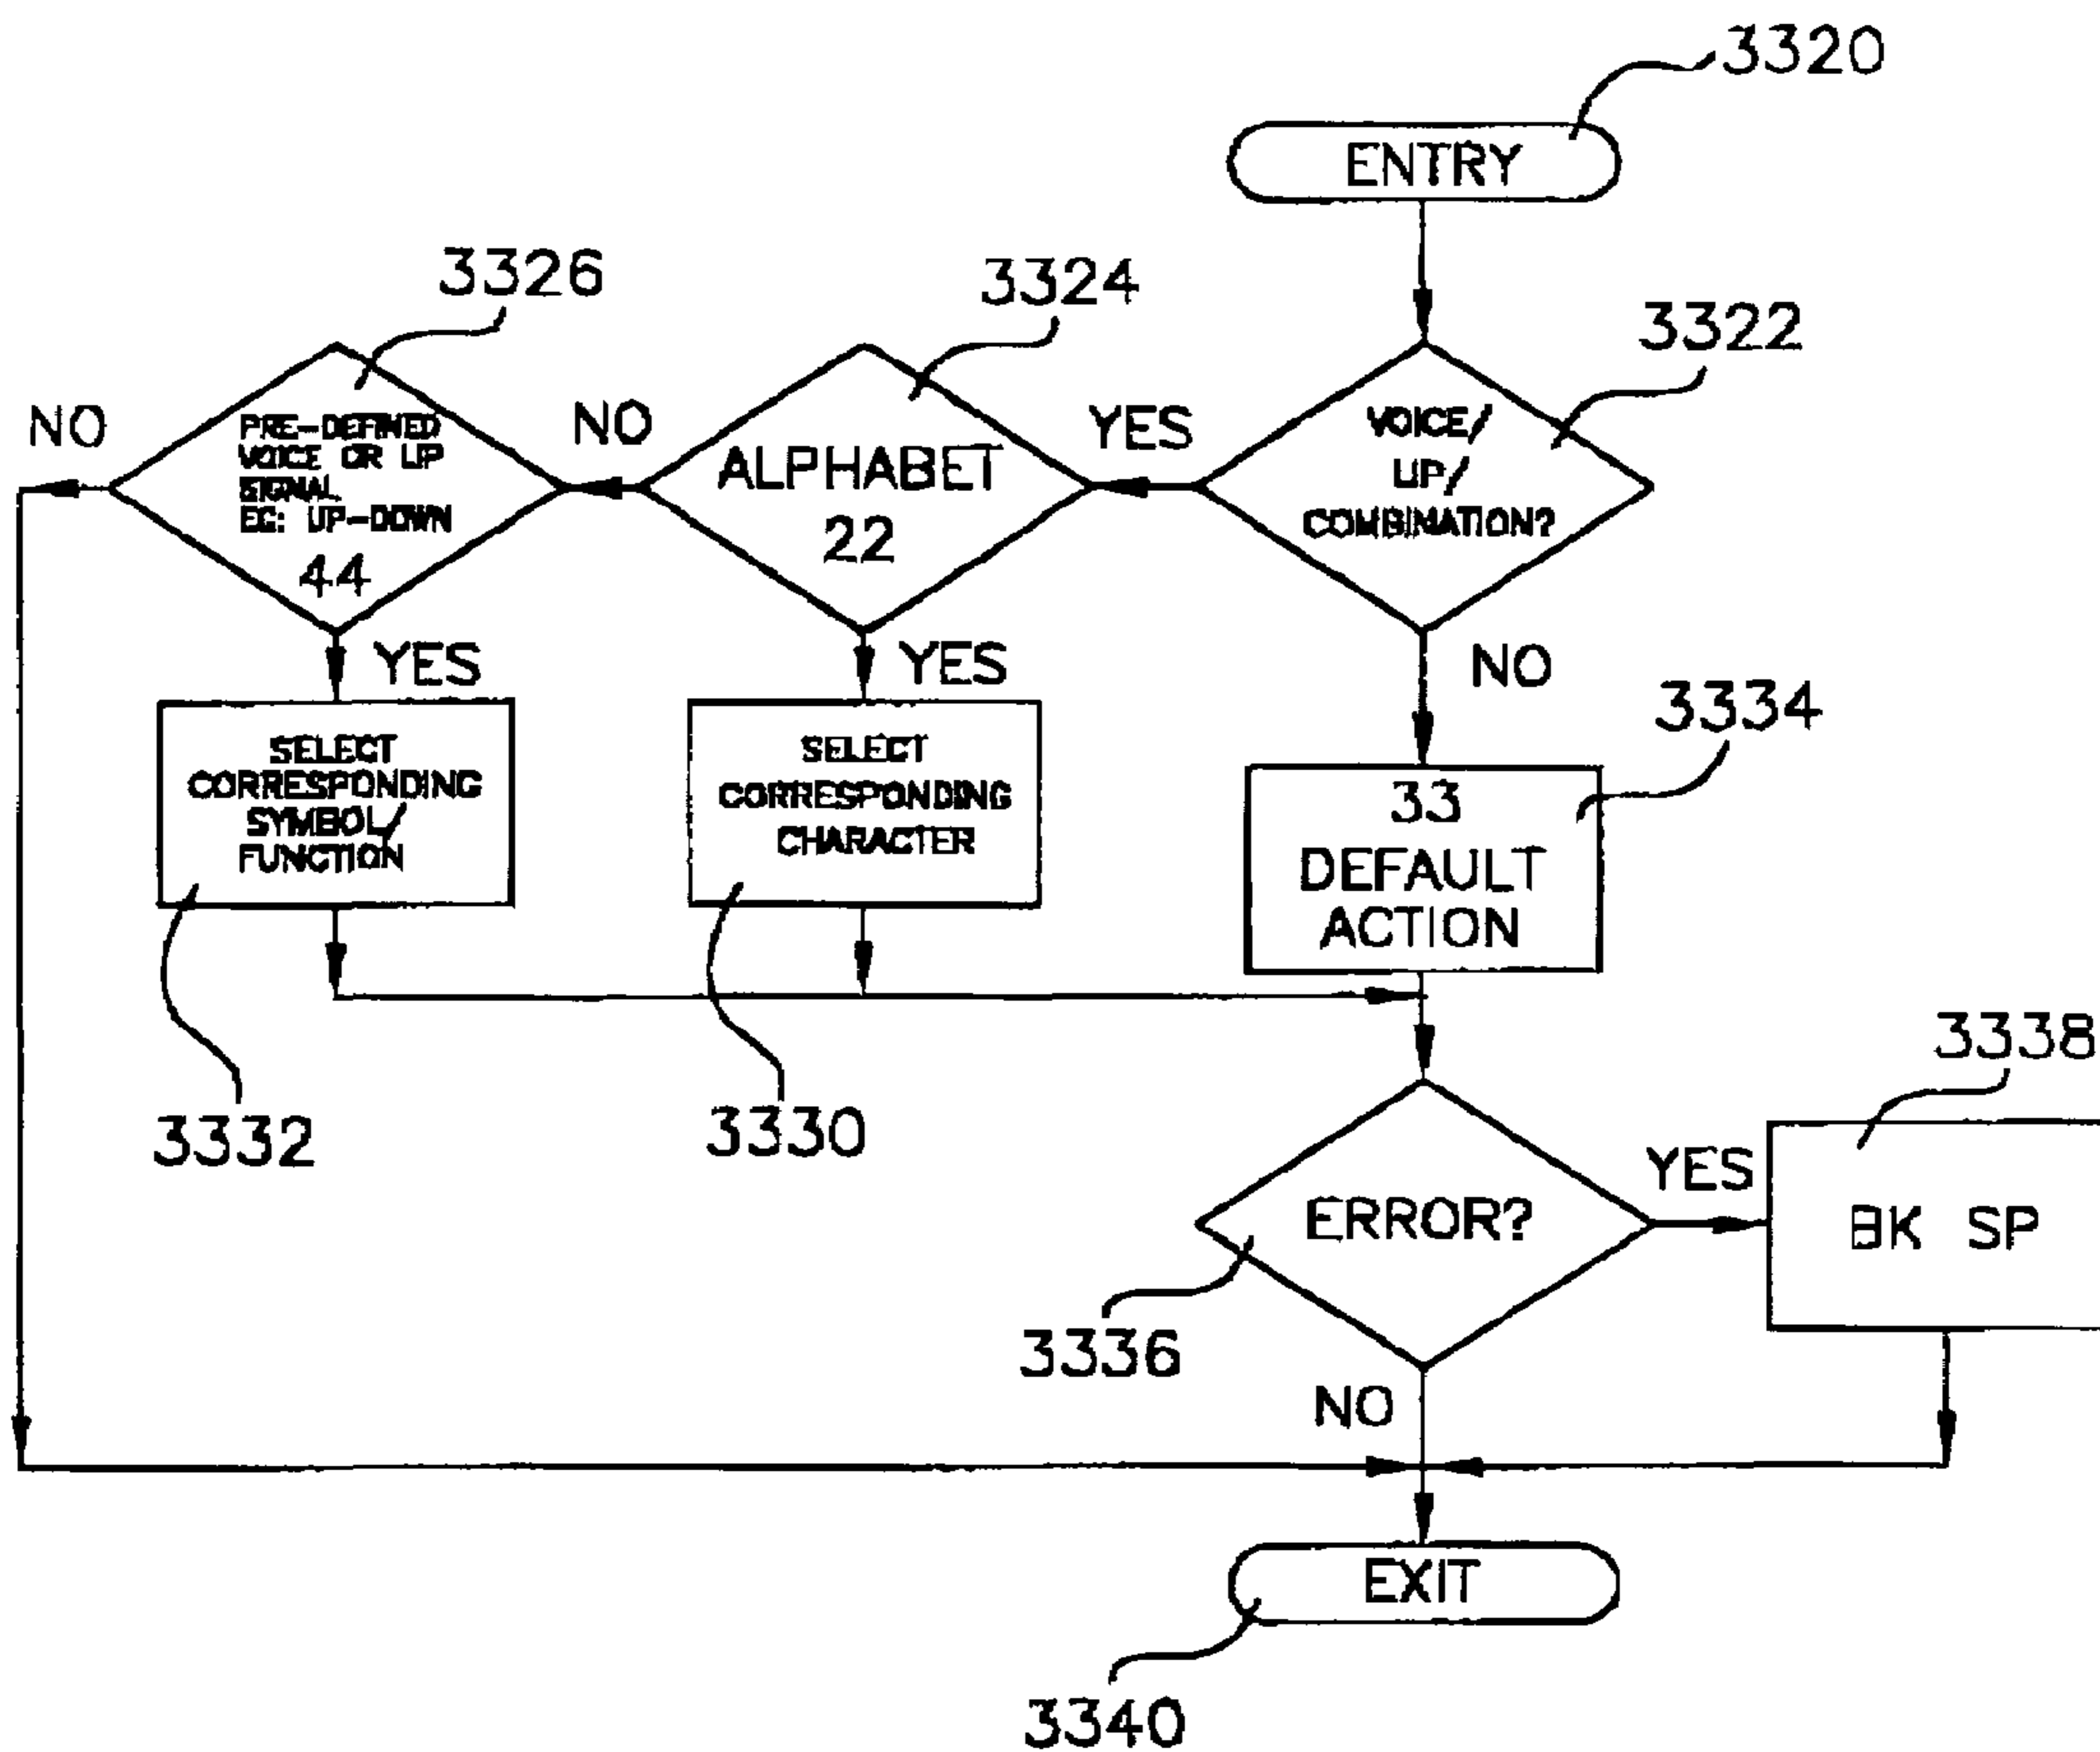 3320
ENTRY
3326
3324
3322
NO
PRE-DEFINED
VOICE OR LIP
SIGNAL
EG: UP-DOWN
44
NO
ALPHABET
22
YES
VOICE/
LIP/
COMBINATION?
YES
YES
NO
3334
SELECT
CORRESPONDING
SYMBOL/
FUNCTION
SELECT
CORRESPONDING
CHARACTER
33
DEFAULT
ACTION
3332
3330
3338
ERROR?
YES
BK SP
3336
NO
EXIT
3340